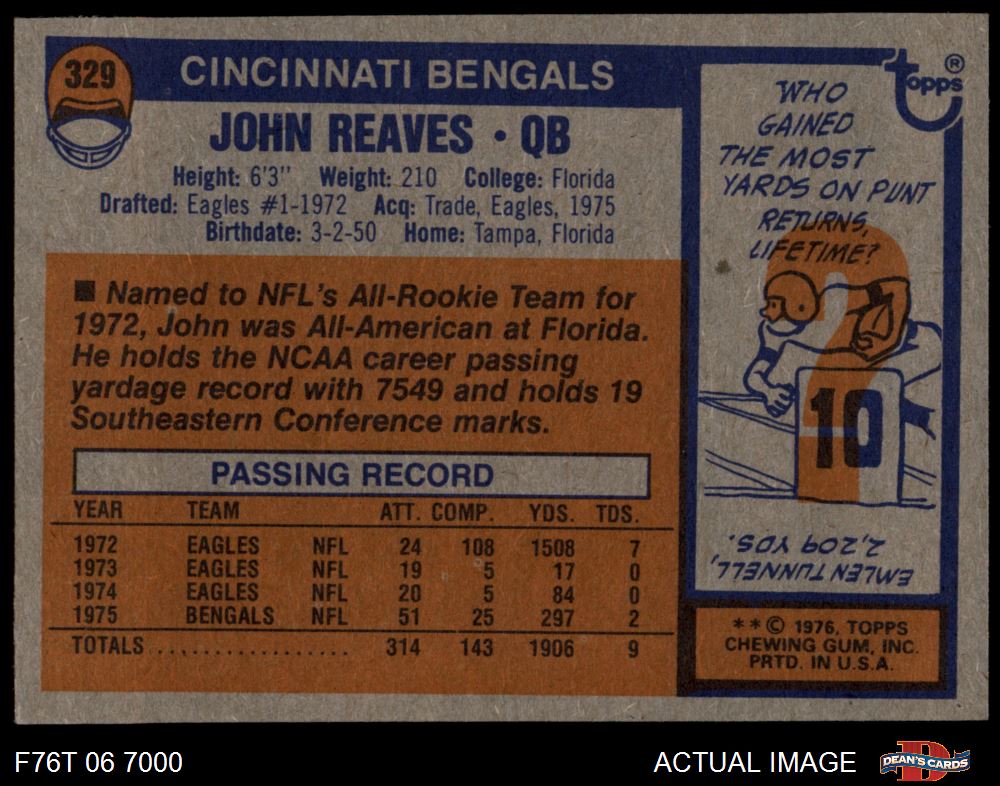 329
CINCINNATI BENGALS
JOHN REAVES • QB
Height: 6'3" Weight: 210 College: Florida
Drafted: Eagles #1-1972 Acq: Trade, Eagles, 1975
Birthdate: 3-2-50 Home: Tampa, Florida
■ Named to NFL's All-Rookie Team for
1972, John was All-American at Florida.
He holds the NCAA career passing
yardage record with 7549 and holds 19
Southeastern Conference marks.
PASSING RECORD
YEAR TEAM ATT. COMP. YDS. TDS.
1972 EAGLES NFL 24 108 1508 7
1973 EAGLES NFL 19 5 17 0
1974 EAGLES NFL 20 5 84 0
1975 BENGALS NFL 51 25 297 2
TOTALS .................. 314 143 1906 9
topps ®
WHO
GAINED
THE MOST
YARDS ON PUNT
RETURNS,
LIFETIME?
?
10
EMLEN TUNNELL,
2,209 YDS.
**© 1976, TOPPS
CHEWING GUM, INC.
PRTD. IN U.S.A.
F76T 06 7000
ACTUAL IMAGE
D
DEAN'S CARDS